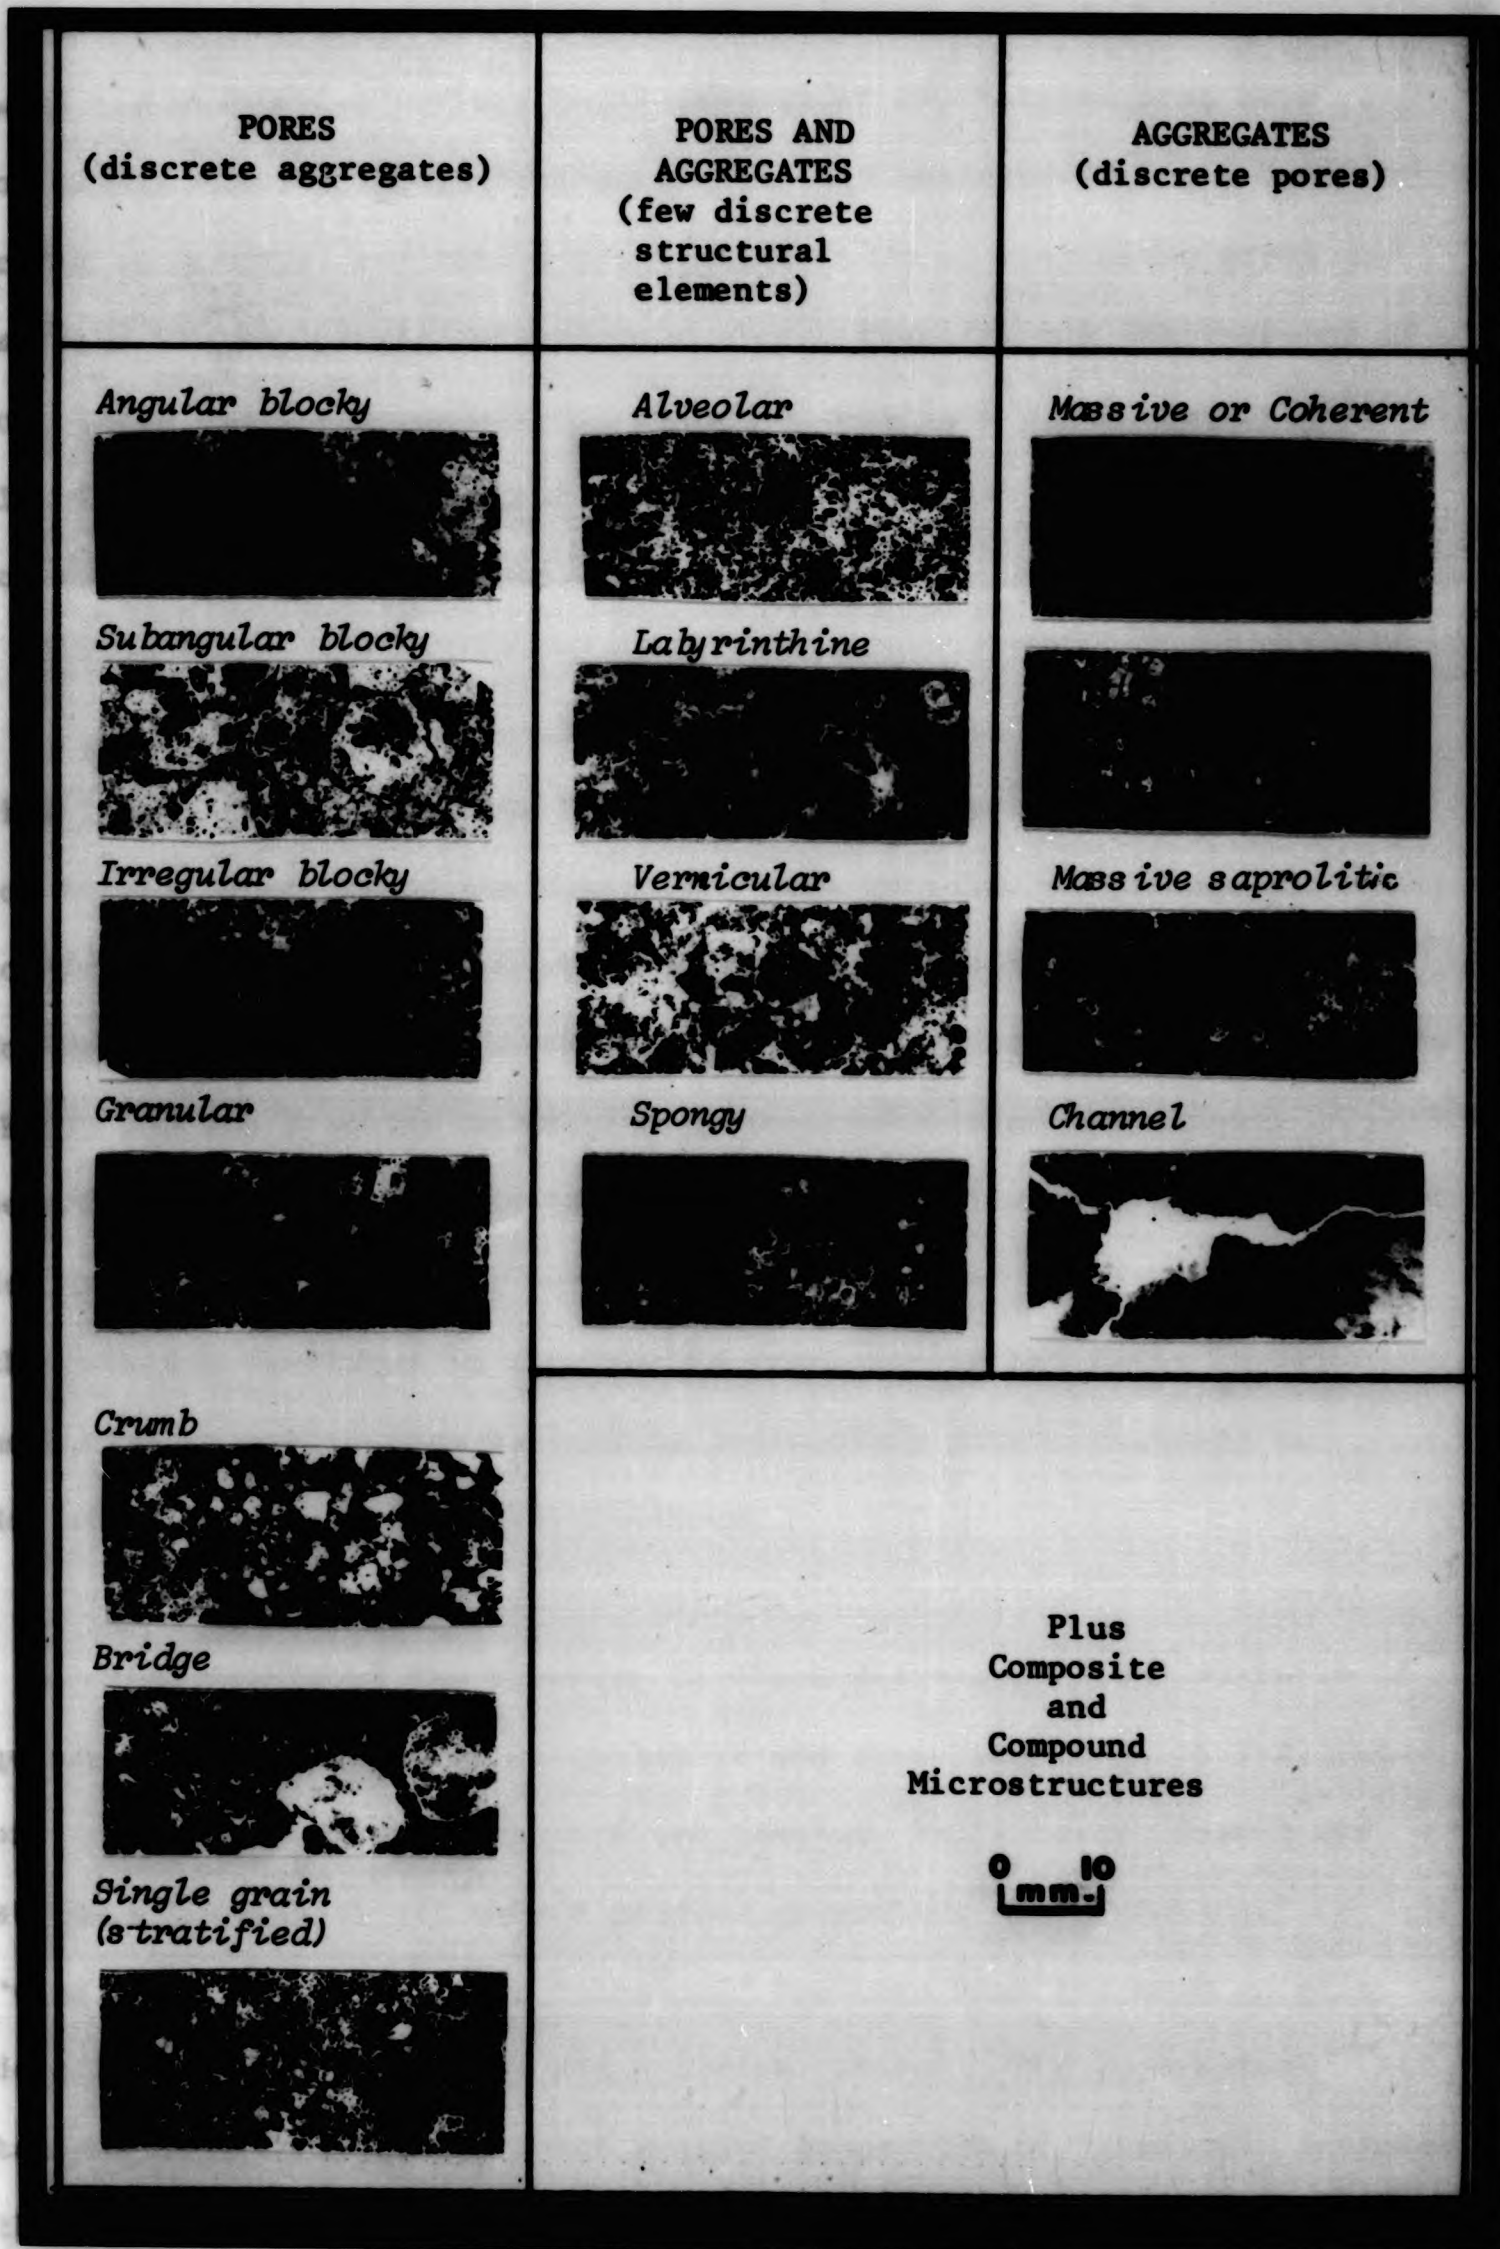 PORES
(discrete aggregates)
PORES AND
AGGREGATES
(few discrete
structural
elements)
AGGREGATES
(discrete pores)
Angular blocky
Subangular blocky
Irregular blocky
Granular
Crumb
Bridge
Single grain
(stratified)
Alveolar
Labyrinthine
Vermicular
Spongy
Massive or Coherent
Massive saprolitic
Channel
Plus
Composite
and
Compound
Microstructures
0 10
mm.